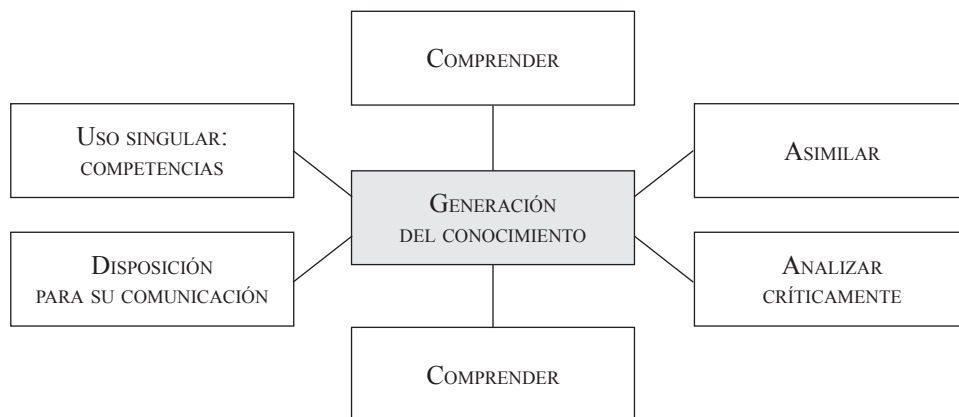 Comprender
Uso singular:
competencias
Asimilar
Generación
del conocimiento
Disposición
para su comunicación
Analizar
críticamente
Comprender